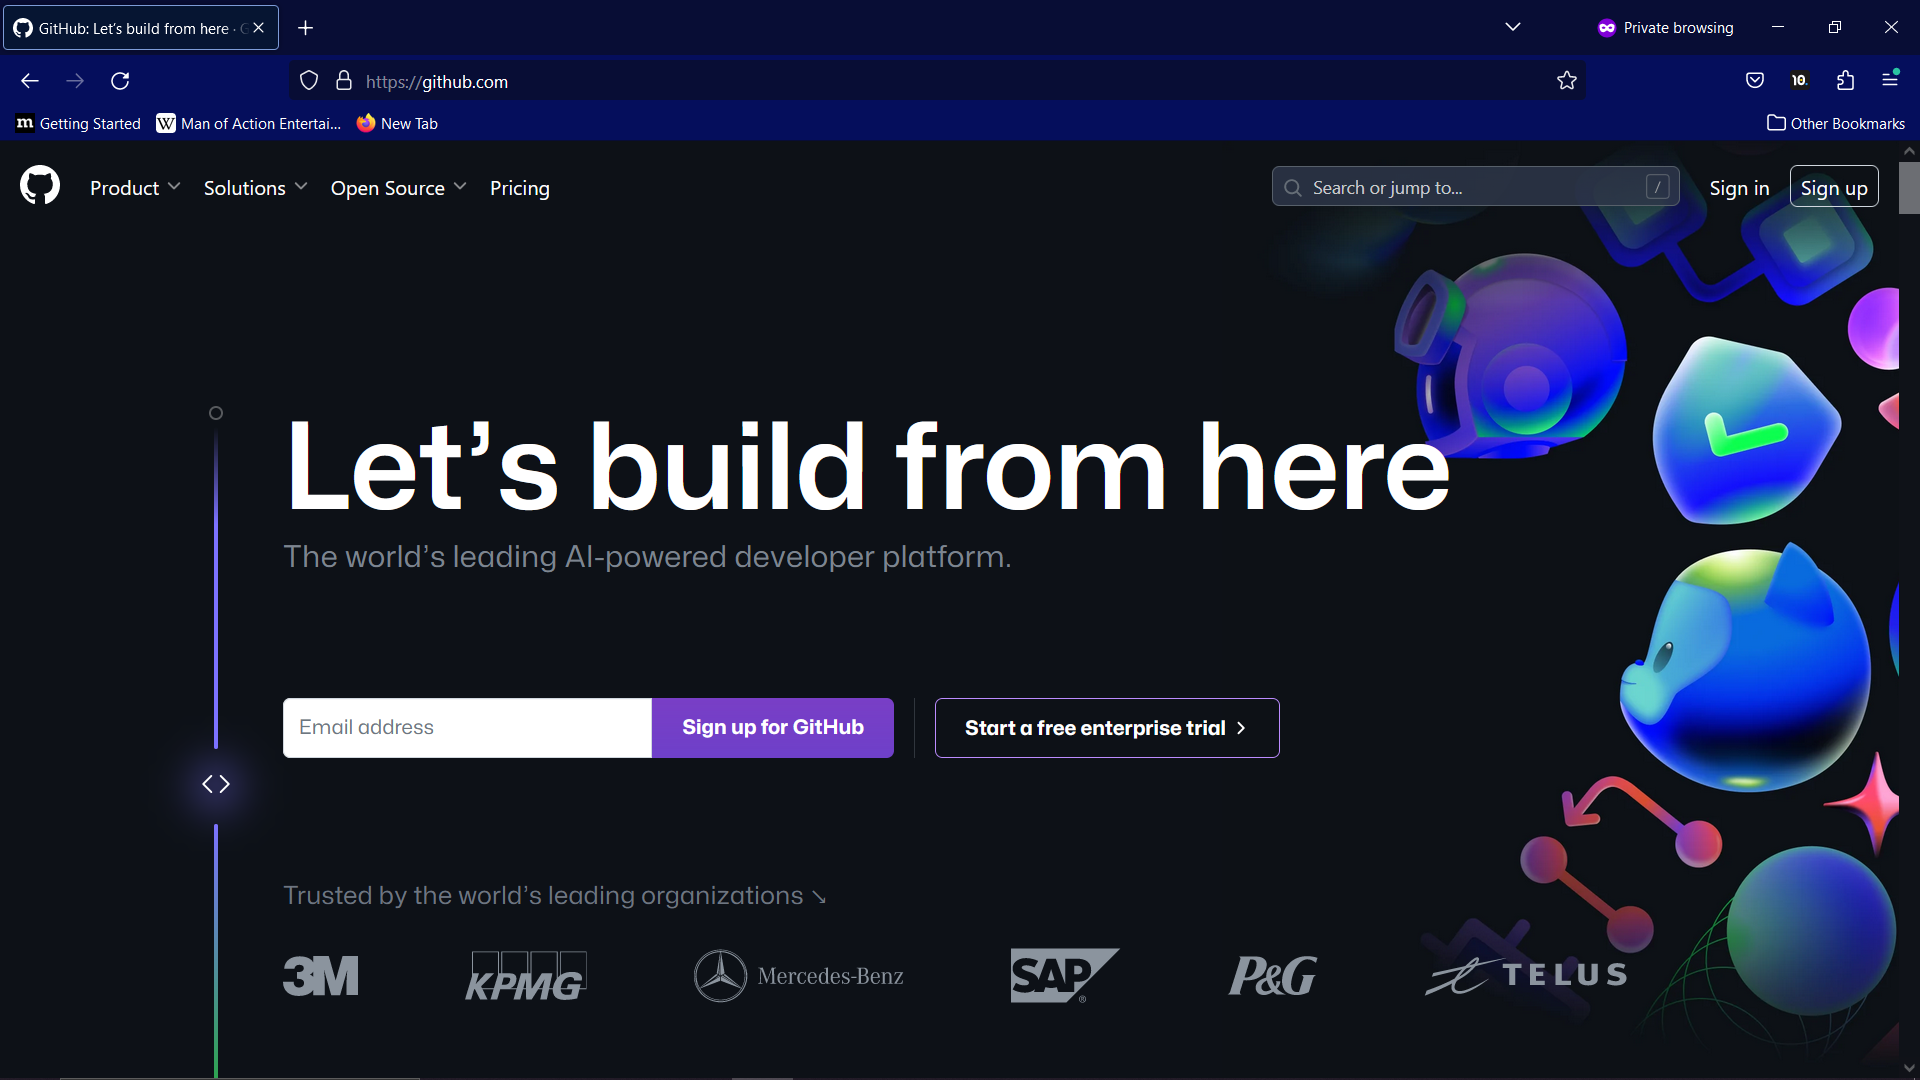 GitHub: Let's build from here ·
Private browsing
https://github.com
10.
m Getting Started
W Man of Action Entertai...
New Tab
Other Bookmarks
Product
Solutions
Open Source
Pricing
Search or jump to...
/
Sign in
Sign up
Let’s build from here
The world’s leading AI-powered developer platform.
Email address
Sign up for GitHub
Start a free enterprise trial
Trusted by the world’s leading organizations ↘
3M
KPMG
Mercedes-Benz
SAP®
P&G
TELUS